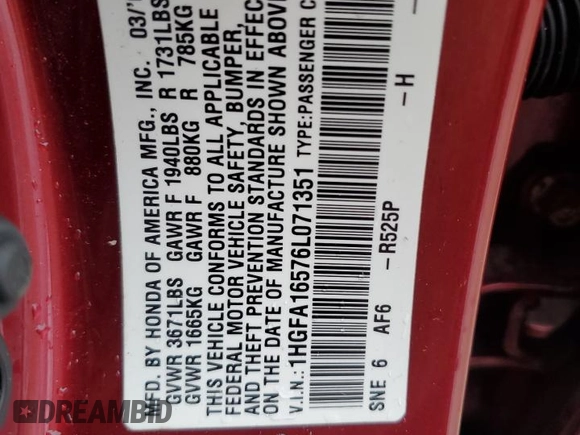 MFD. BY HONDA OF AMERICA MFG., INC. 03/
GVWR 3671LBS GAWR F 1940LBS R 1731LBS
GVWR 1665KG GAWR F 880KG R 785KG
THIS VEHICLE CONFORMS TO ALL APPLICABLE
FEDERAL MOTOR VEHICLE SAFETY, BUMPER,
AND THEFT PREVENTION STANDARDS IN EFFEC
ON THE DATE OF MANUFACTURE SHOWN ABOVE
V.I.N.: 1HGFA16576L071351 TYPE:PASSENGER C
SNE 6 AF6 -R525P -H
DREAMBID